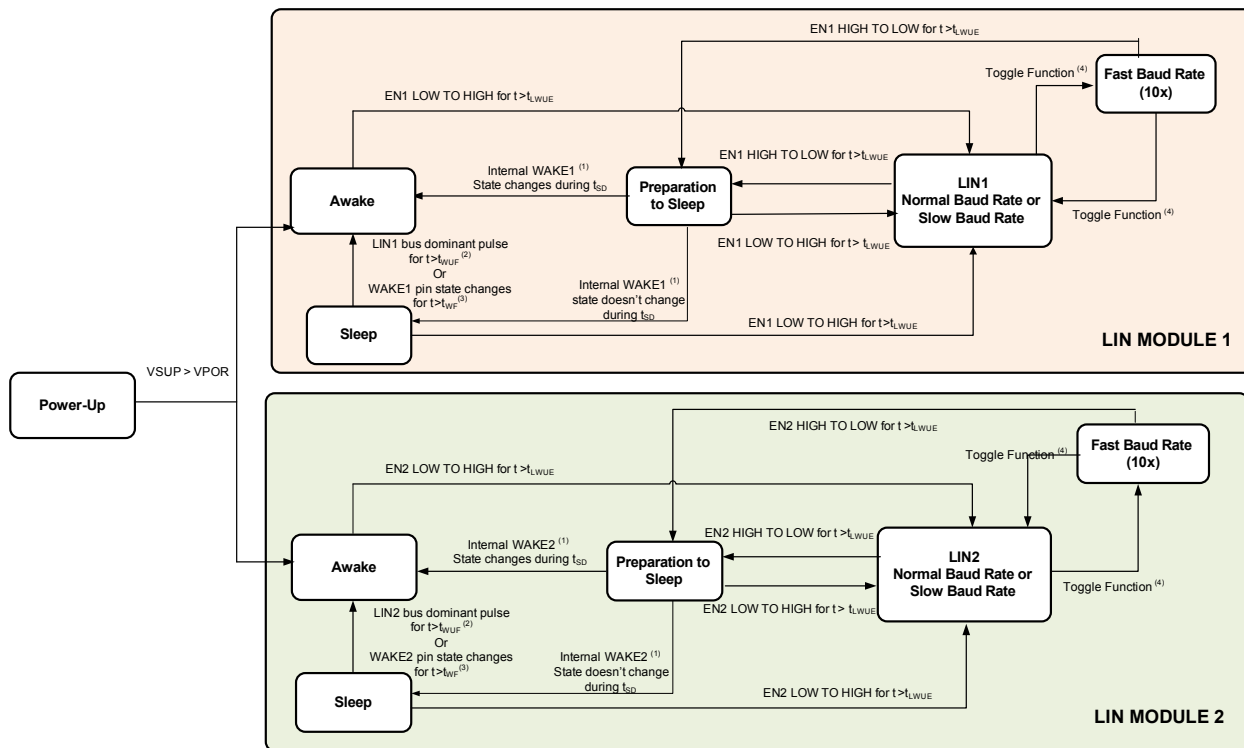 EN1 HIGH TO LOW for t >tLWUE
Toggle Function (4)
Fast Baud Rate
(10x)
EN1 LOW TO HIGH for t >tLWUE
Internal WAKE1 (1)
State changes during tSD
EN1 HIGH TO LOW for t >tLWUE
Awake
Preparation
to Sleep
LIN1
Normal Baud Rate or
Slow Baud Rate
Toggle Function (4)
EN1 LOW TO HIGH for t > tLWUE
LIN1 bus dominant pulse
for t>tWUF (2)
Or
WAKE1 pin state changes
for t>tWF (3)
Internal WAKE1 (1)
state doesn't change
during tSD
EN1 LOW TO HIGH for t >tLWUE
Sleep
LIN MODULE 1
VSUP > VPOR
Power-Up
EN2 HIGH TO LOW for t >tLWUE
Toggle Function (4)
Fast Baud Rate
(10x)
EN2 LOW TO HIGH for t >tLWUE
Internal WAKE2 (1)
State changes during tSD
EN2 HIGH TO LOW for t >tLWUE
Awake
Preparation to
Sleep
LIN2
Normal Baud Rate or
Slow Baud Rate
Toggle Function (4)
EN2 LOW TO HIGH for t > tLWUE
LIN2 bus dominant pulse
for t>tWUF (2)
Or
WAKE2 pin state changes
for t>tWF (3)
Internal WAKE2 (1)
State doesn't change
during tSD
EN2 LOW TO HIGH for t >tLWUE
Sleep
LIN MODULE 2